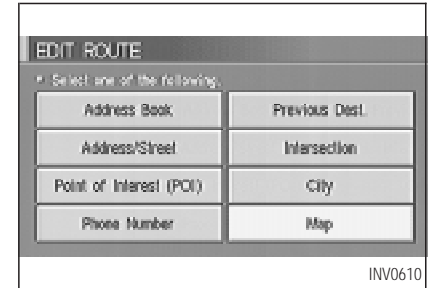 EDIT ROUTE
Select one of the following.
Address Book
Previous Dest.
Address/Street
Intersection
Point of Interest (POI)
City
Phone Number
Map
INV0610